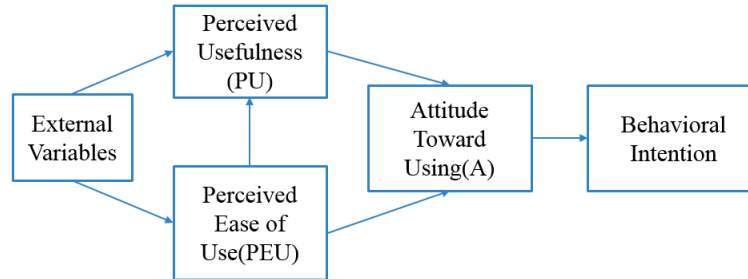 Perceived
Usefulness
(PU)
External
Variables
Perceived
Ease of
Use(PEU)
Attitude
Toward
Using(A)
Behavioral
Intention